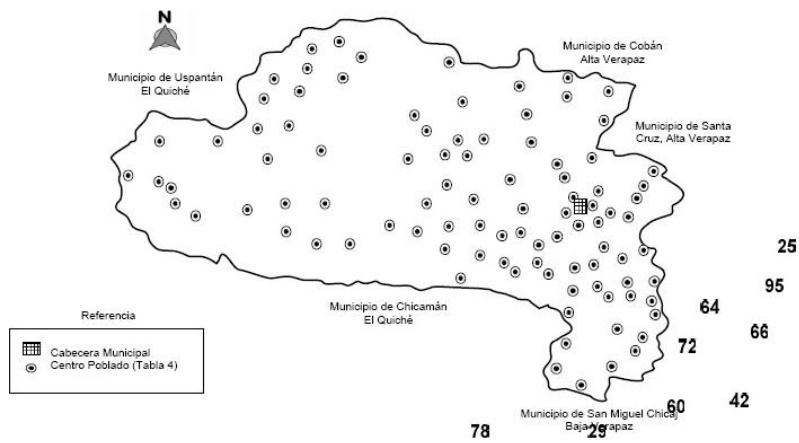 N
Municipio de Cobán
Alta Verapaz
Municipio de Uspantán
El Quiché
Municipio de Santa
Cruz, Alta Verapaz
25
95
64
66
72
Municipio de Chicamán
El Quiché
Referencia
Cabecera Municipal
Centro Poblado (Tabla 4)
60
42
Municipio de San Miguel Chicaj
Baja Verapaz
78
29